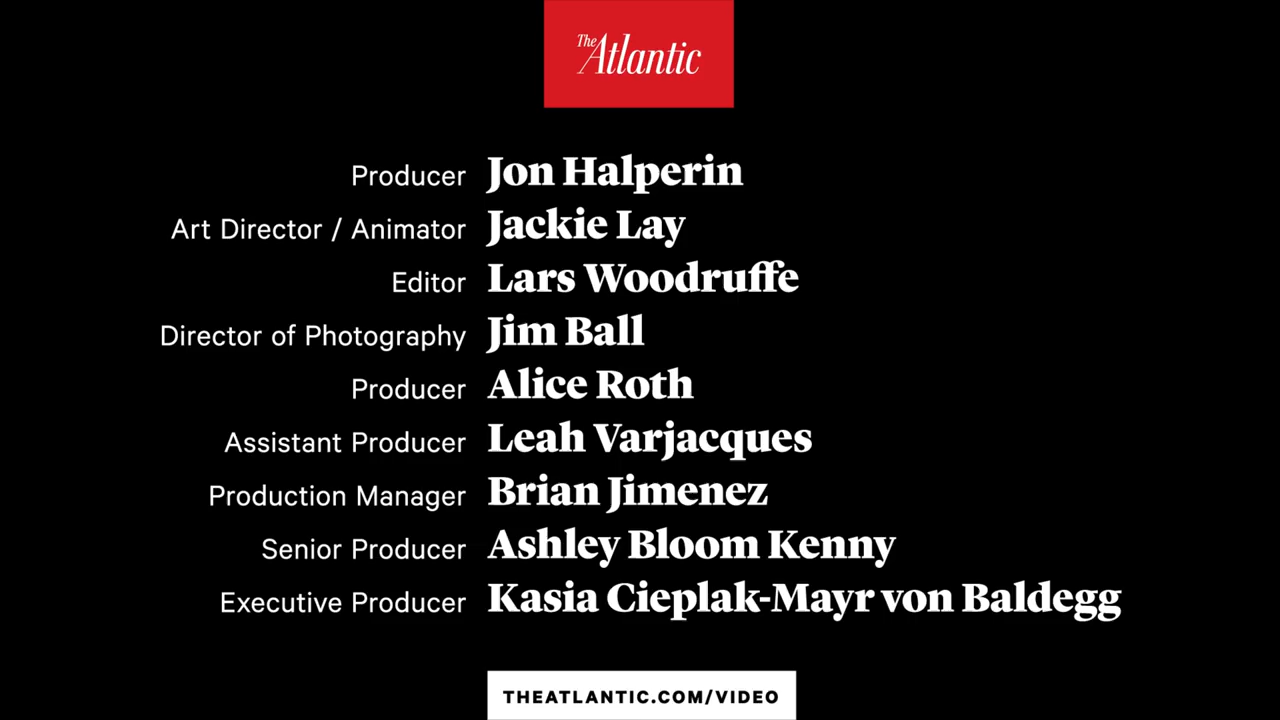 The Atlantic
Producer Jon Halperin
Art Director / Animator Jackie Lay
Editor Lars Woodruffe
Director of Photography Jim Ball
Producer Alice Roth
Assistant Producer Leah Varjacques
Production Manager Brian Jimenez
Senior Producer Ashley Bloom Kenny
Executive Producer Kasia Cieplak-Mayr von Baldegg
THEATLANTIC.COM/VIDEO